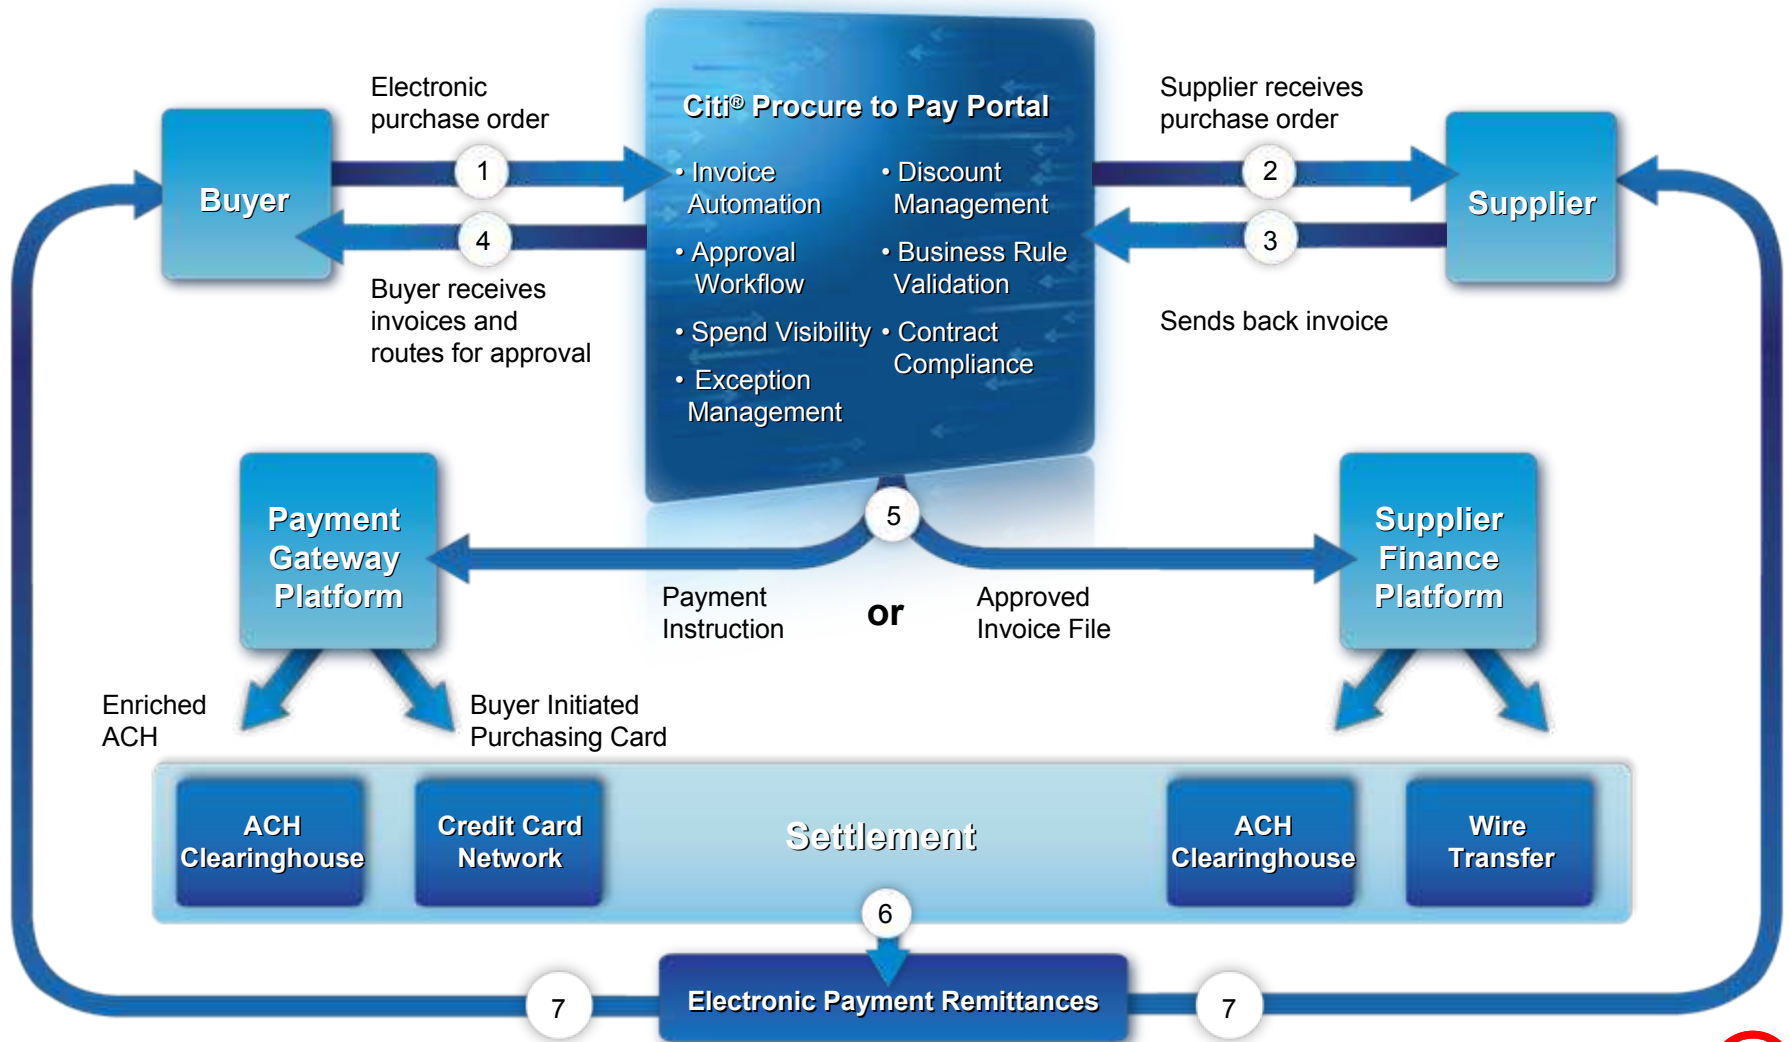 Citi® Procure to Pay Portal
• Invoice
Automation
• Approval
Workflow
• Spend Visibility
• Exception
Management
• Discount
Management
• Business Rule
Validation
• Contract
Compliance
Electronic
purchase order
1
Buyer
4
Buyer receives
invoices and
routes for approval
Supplier receives
purchase order
2
Supplier
3
Sends back invoice
5
Payment
Gateway
Platform
Payment
Instruction
or
Approved
Invoice File
Supplier
Finance
Platform
Enriched
ACH
Buyer Initiated
Purchasing Card
ACH
Clearinghouse
Credit Card
Network
Settlement
ACH
Clearinghouse
Wire
Transfer
6
7
Electronic Payment Remittances
7